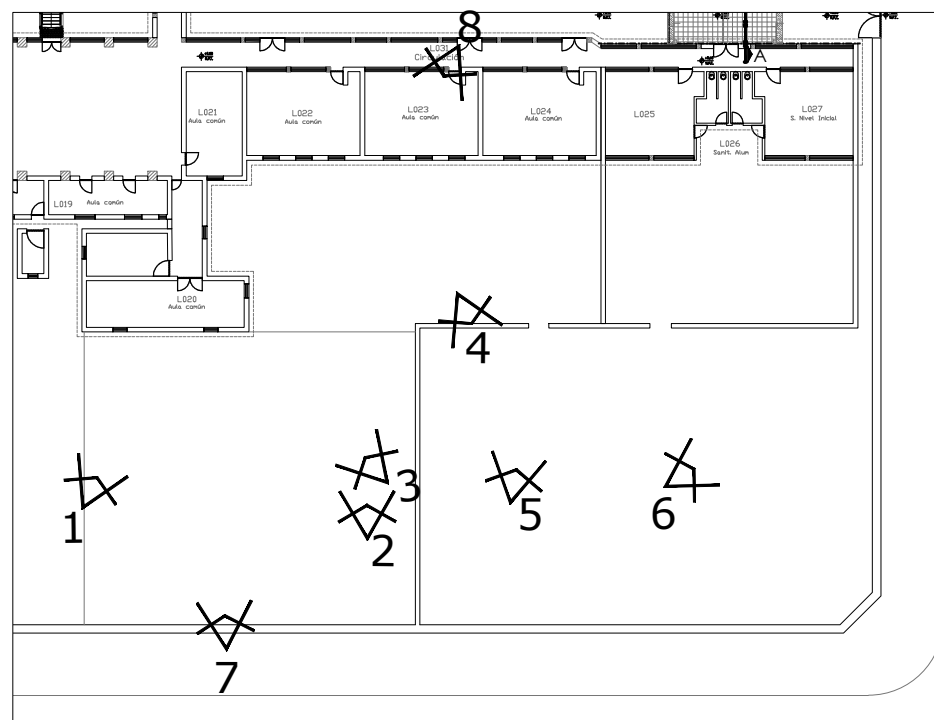 8
L031
Circulación
A
L021
Aula común
L022
Aula común
L023
Aula común
L024
Aula común
L025
L026
Sanit. Alum
L027
S. Nivel Inicial
L019
Aula común
L020
Aula común
4
3
1
2
5
6
7